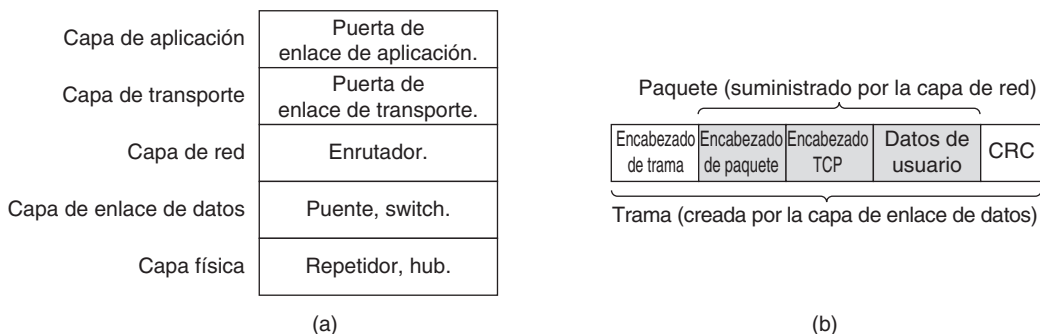 Capa de aplicación
Puerta de
enlace de aplicación.
Capa de transporte
Puerta de
enlace de transporte.
Capa de red
Enrutador.
Capa de enlace de datos
Puente, switch.
Capa física
Repetidor, hub.
(a)
Paquete (suministrado por la capa de red)
Encabezado
de trama
Encabezado
de paquete
Encabezado
TCP
Datos de
usuario
CRC
Trama (creada por la capa de enlace de datos)
(b)